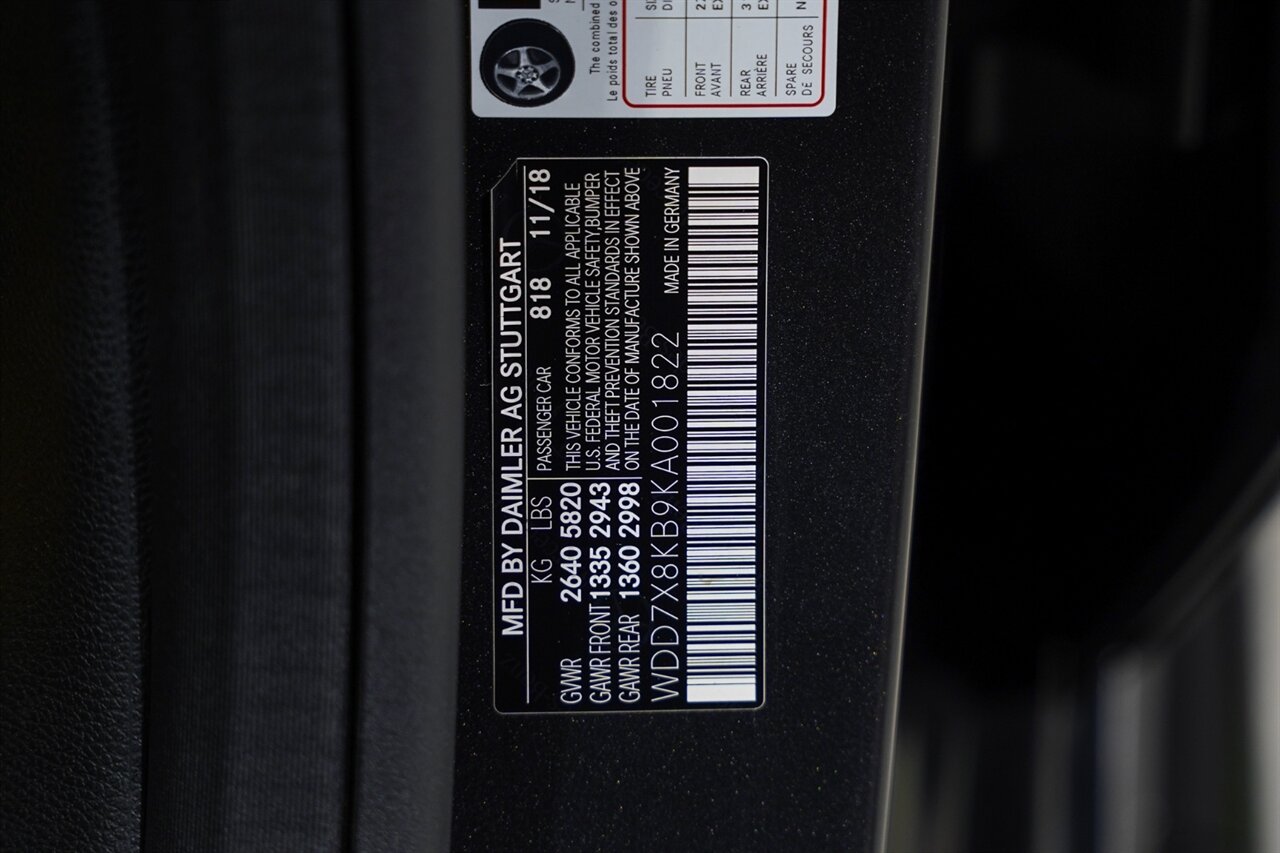 MFD BY DAIMLER AG STUTTGART
KG LBS
GVWR 2640 5820
GAWR FRONT 1335 2943
GAWR REAR 1360 2998
PASSENGER CAR 818 11/18
THIS VEHICLE CONFORMS TO ALL APPLICABLE
U.S. FEDERAL MOTOR VEHICLE SAFETY,BUMPER
AND THEFT PREVENTION STANDARDS IN EFFECT
ON THE DATE OF MANUFACTURE SHOWN ABOVE
WDD7X8KB9KA001822 MADE IN GERMANY
The combined
Le poids total des
TIRE
PNEU
FRONT
AVANT
REAR
ARRIÈRE
SPARE
DE SECOURS